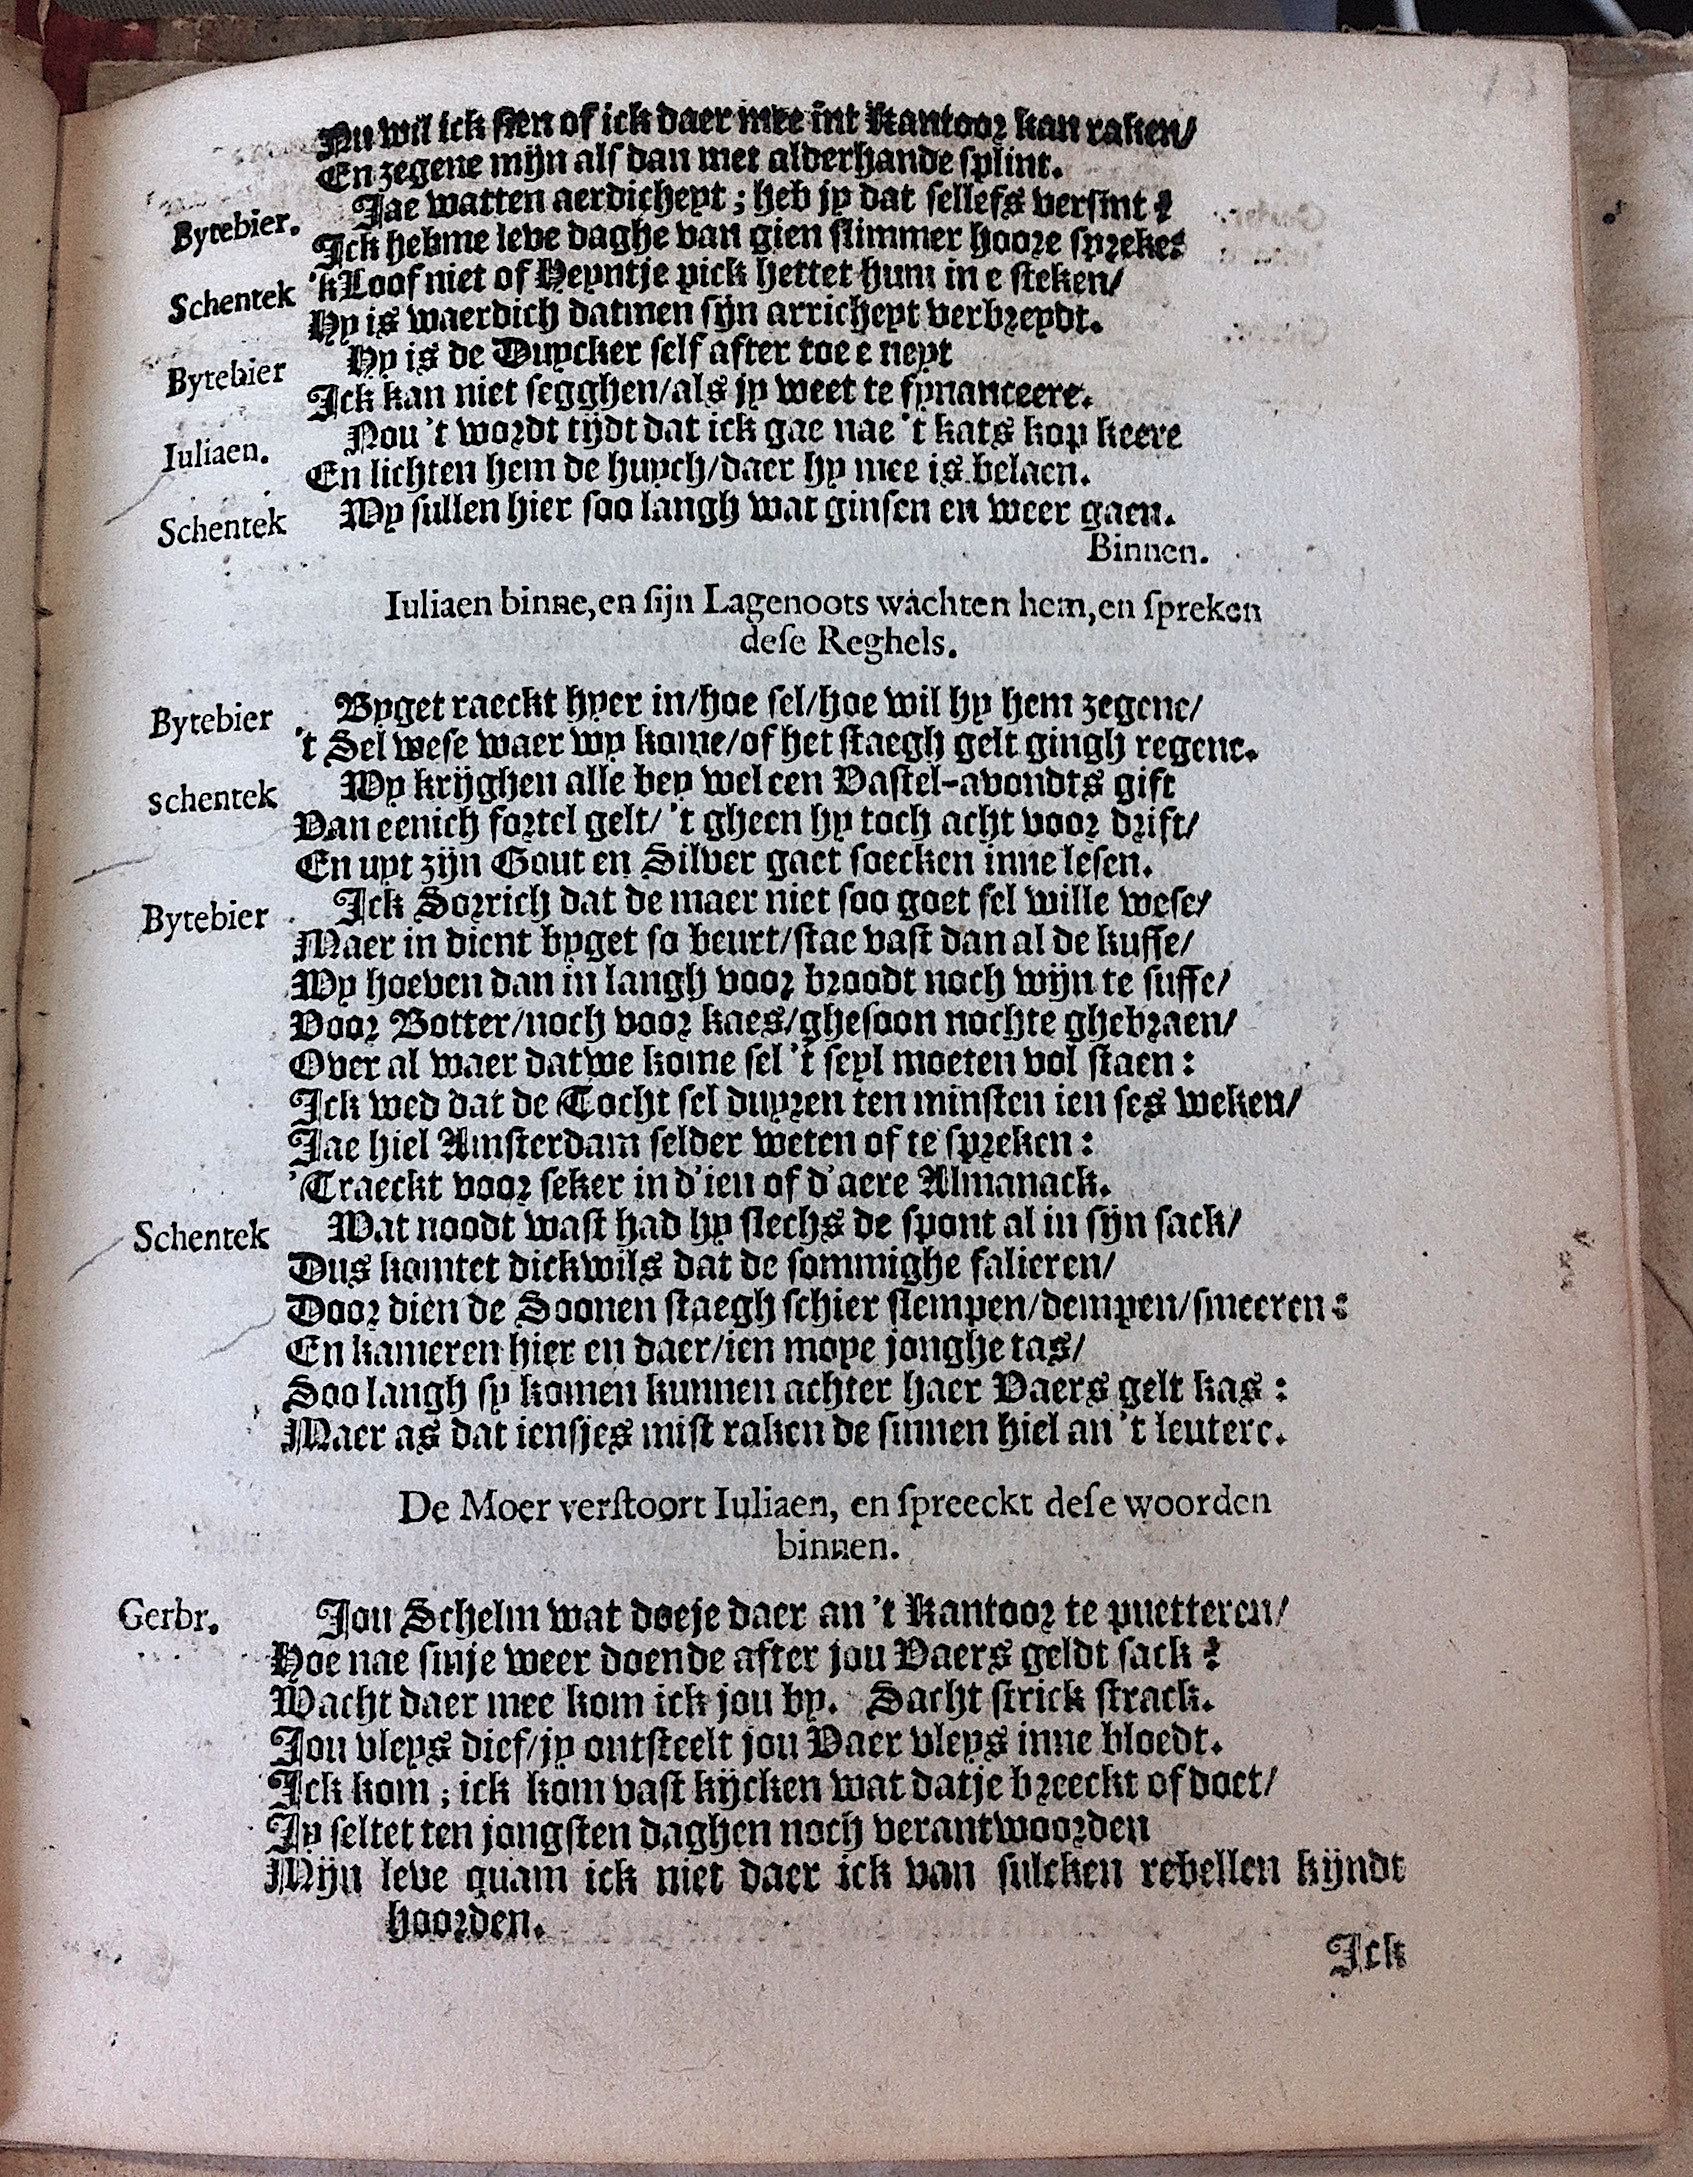 Nu wil ick sien of ick daer mee int Kantoor kan raken/
En zegene mijn als dan met alderhande splint.
Bytebier. Jae watten aerdicheyt; heb jy dat sellefs versint?
Ick hebme leve daghe van gien slimmer hoore spreke:
Schentek 'k Loof niet of Heyntje pick hettet hum in e steken/
Hy is waerdich datmen sijn arricheyt verbreydt.
Bytebier Hy is de Duycker self after toe e neyt
Ick kan niet segghen/als jy weet te fynanceere.
Iuliaen. Nou 't wordt tijdt dat ick gae nae 't kats kop keere
En lichten hem de huych/daer hy mee is belaen.
Schentek Wy sullen hier soo langh wat ginsen en weer gaen.
Binnen.
Iuliaen binne, en sijn Lagenoots wachten hem, en spreken
dese Reghels.
Bytebier Byget raeckt hyer in/hoe sel/hoe wil hy hem zegene/
't Sel wese waer wy kome/of het staegh gelt gingh regene.
schentek Wy krijghen alle bey wel een Vastel-avondts gift
Van eenich fortel gelt/ 't gheen hy toch acht voor drift/
En uyt zijn Gout en Silver gaet soecken inne lesen.
Bytebier Ick Sorrich dat de maer niet soo goet sel wille wese/
Maer in dient byget so beurt/stae vast dan al de kuffe/
Wy hoeven dan in langh voor broodt noch wijn te suffe/
Voor Botter/noch voor kaes/ghesoon nochte ghebraen/
Over al waer datwe kome sel 't seyl moeten vol staen:
Ick wed dat de Tocht sel duyren ten minsten ien ses weken/
Jae hiel Amsterdam selder weten of te spreken:
'Traeckt voor seker in d'ien of d'aere Almanack.
Schentek Wat noodt wast had hy slechs de spont al in sijn sack/
Dus komtet dickwils dat de sommighe falieren/
Door dien de Soonen staegh schier slempen/dempen/smeeren:
En kameren hier en daer/ien moye jonghe tas/
Soo langh sy komen kunnen achter haer Vaers gelt kas:
Maer as dat iensjes mist raken de sinnen hiel an 't leutere.
De Moer verstoort Iuliaen, en spreeckt dese woorden
binnen.
Gerbr. Jou Schelm wat doeje daer an 't Kantoor te puetteren/
Hoe nae sinje weer doende after jou Vaers geldt sack?
Wacht daer mee kom ick jou by. Sacht strick strack.
Jou vleys dief/jy ontsteelt jou Vaer vleys inne bloedt.
Ick kom; ick kom vast kijcken wat datje breeckt of doet/
Jy seltet ten jongsten daghen noch verantwoorden
Mijn leve quam ick niet daer ick van sulcken rebellen kijndt
hoorden.
Ick